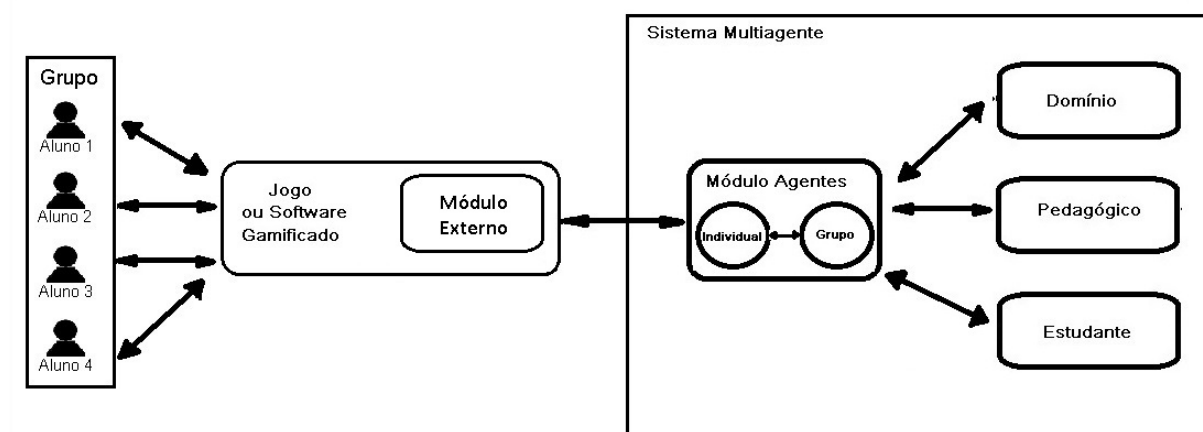 Sistema Multiagente
Grupo
Aluno 1
Aluno 2
Aluno 3
Aluno 4
Jogo
ou Software
Gamificado
Módulo
Externo
Módulo Agentes
Individual
Grupo
Domínio
Pedagógico
Estudante